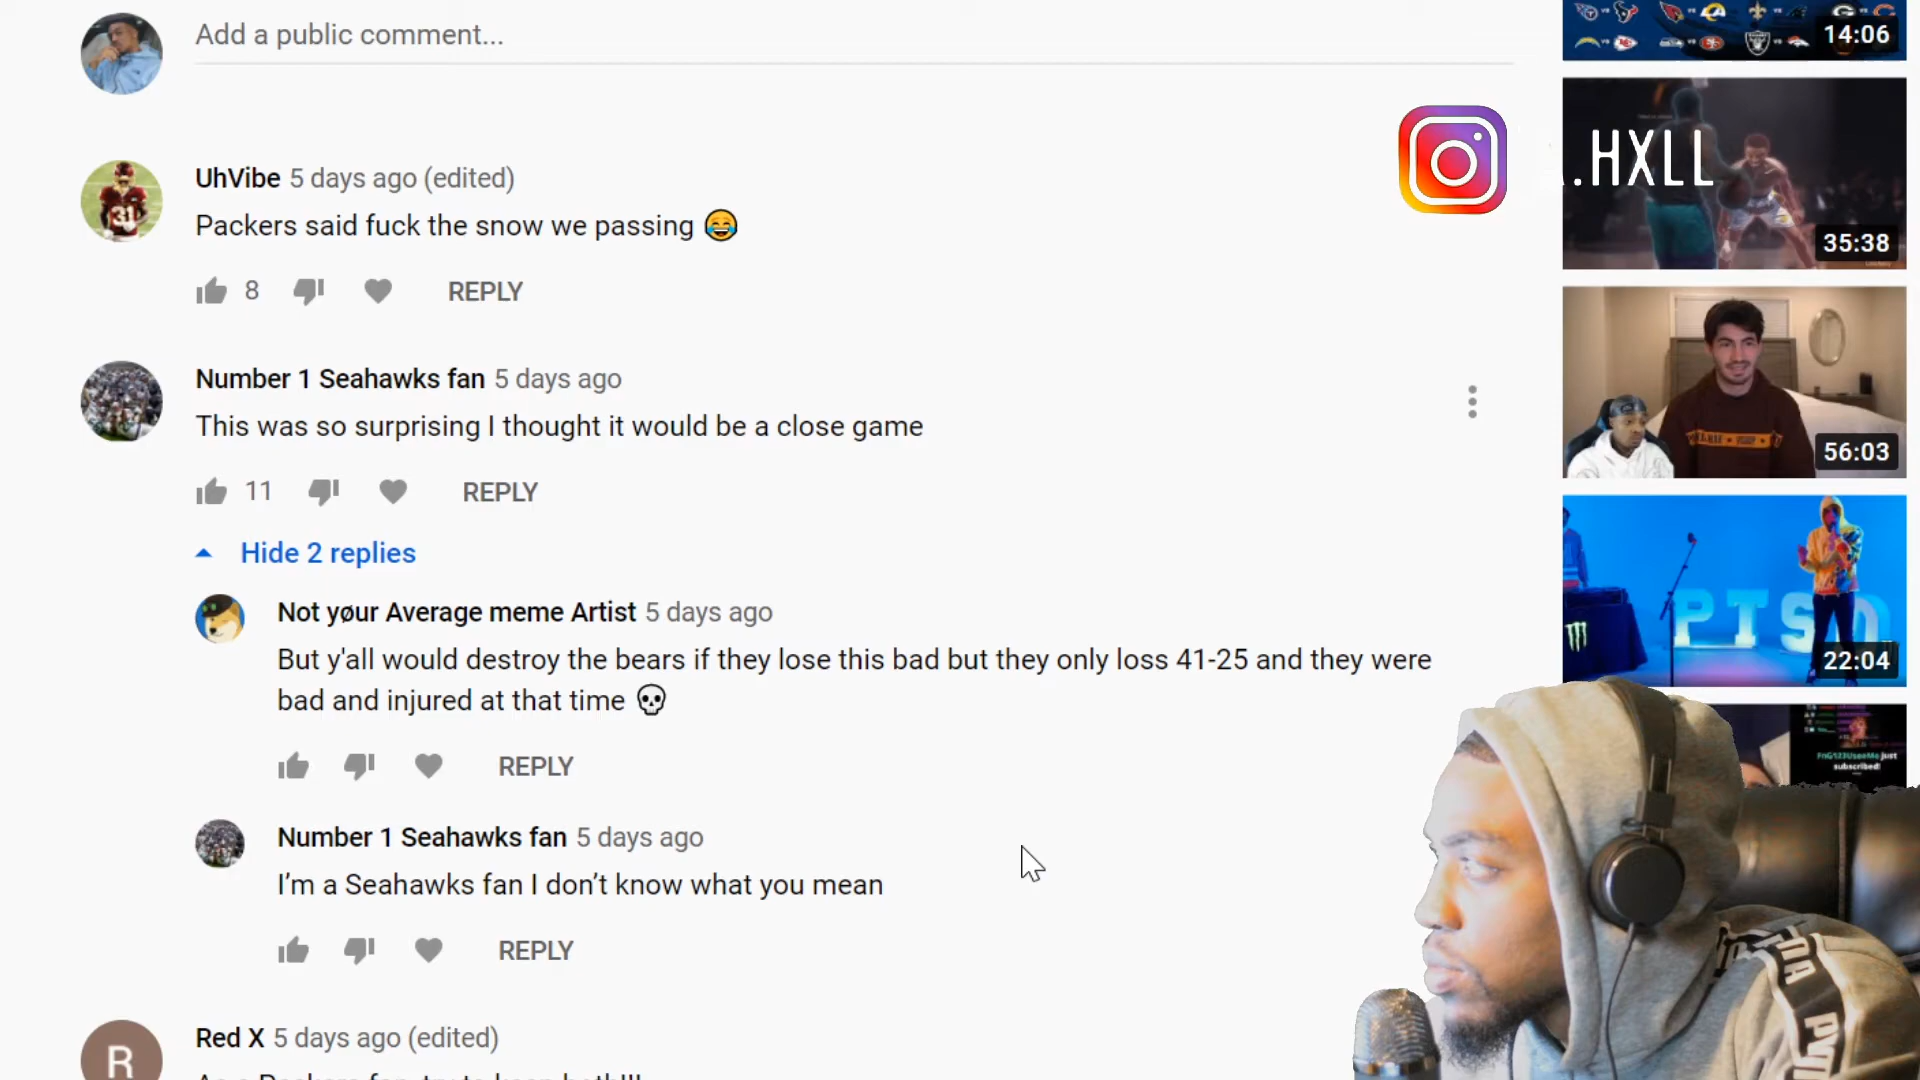 Add a public comment...
14:06
.HXLL
UhVibe 5 days ago (edited)
Packers said fuck the snow we passing 😂
8 REPLY
35:38
Number 1 Seahawks fan 5 days ago
This was so surprising I thought it would be a close game
11 REPLY
56:03
Hide 2 replies
Not yøur Average meme Artist 5 days ago
But y'all would destroy the bears if they lose this bad but they only loss 41-25 and they were
bad and injured at that time 💀
REPLY
PTSD
22:04
Number 1 Seahawks fan 5 days ago
I'm a Seahawks fan I don't know what you mean
REPLY
just
subscribed!
R
Red X 5 days ago (edited)
31
PUMA